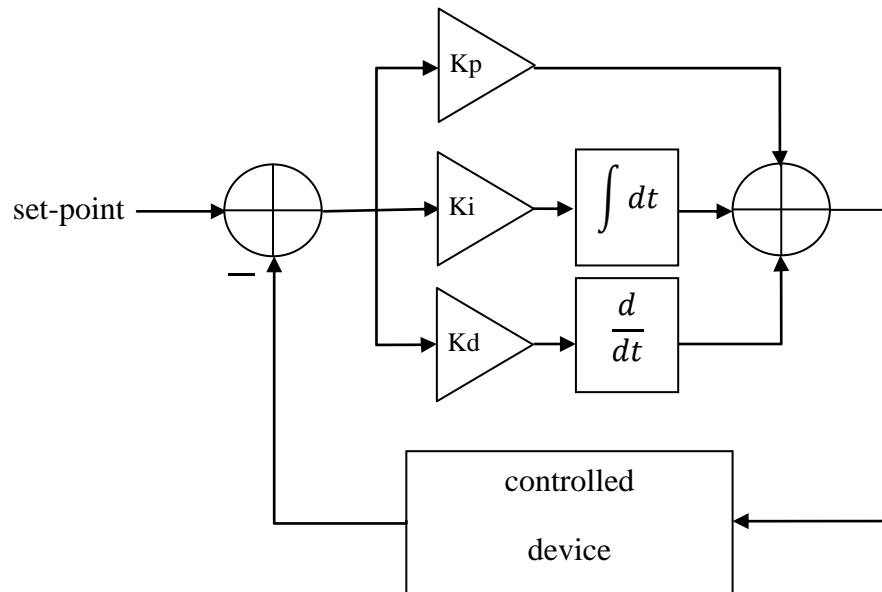 Kp
set-point
Ki
∫ dt
−
Kd
d
dt
controlled
device